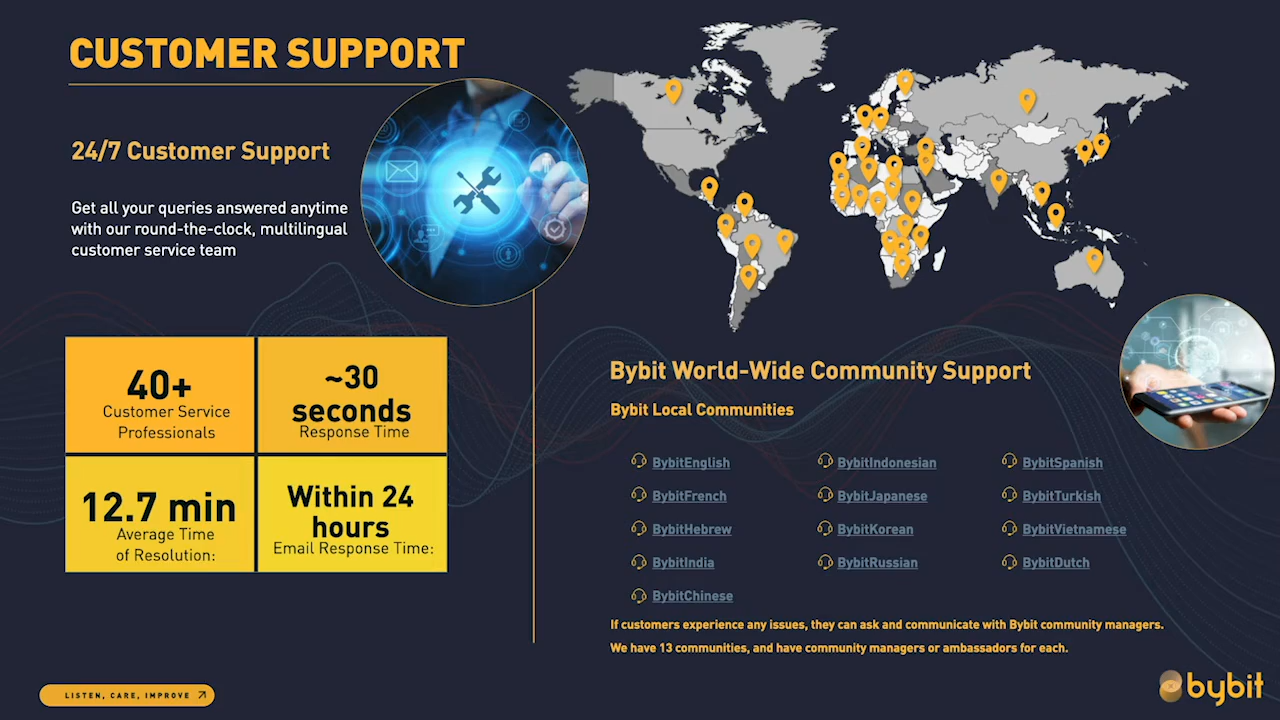 CUSTOMER SUPPORT
24/7 Customer Support
Get all your queries answered anytime
with our round-the-clock, multilingual
customer service team
40+
Customer Service
Professionals
~30
seconds
Response Time
12.7 min
Average Time
of Resolution:
Within 24
hours
Email Response Time:
Bybit World-Wide Community Support
Bybit Local Communities
BybitEnglish
BybitFrench
BybitHebrew
BybitIndia
BybitChinese
BybitIndonesian
BybitJapanese
BybitKorean
BybitRussian
BybitSpanish
BybitTurkish
BybitVietnamese
BybitDutch
If customers experience any issues, they can ask and communicate with Bybit community managers.
We have 13 communities, and have community managers or ambassadors for each.
LISTEN, CARE, IMPROVE
bybit